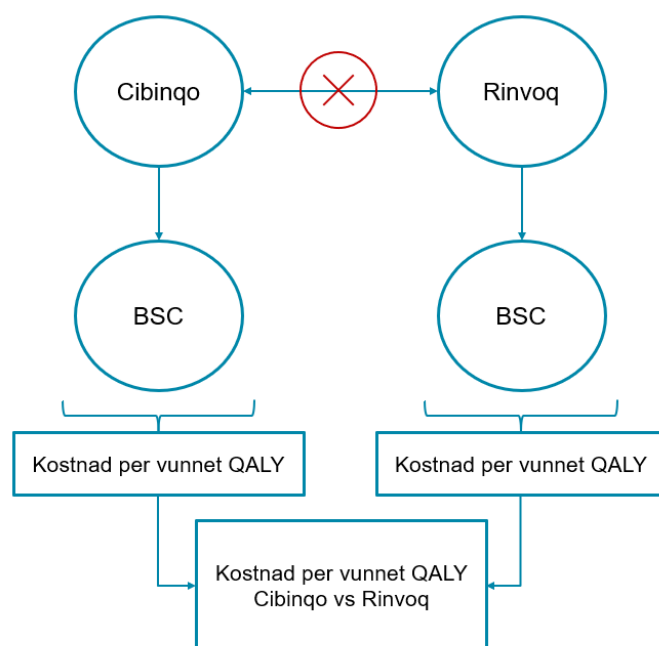 Cibinqo
Rinvoq
BSC
BSC
Kostnad per vunnet QALY
Kostnad per vunnet QALY
Kostnad per vunnet QALY
Cibinqo vs Rinvoq